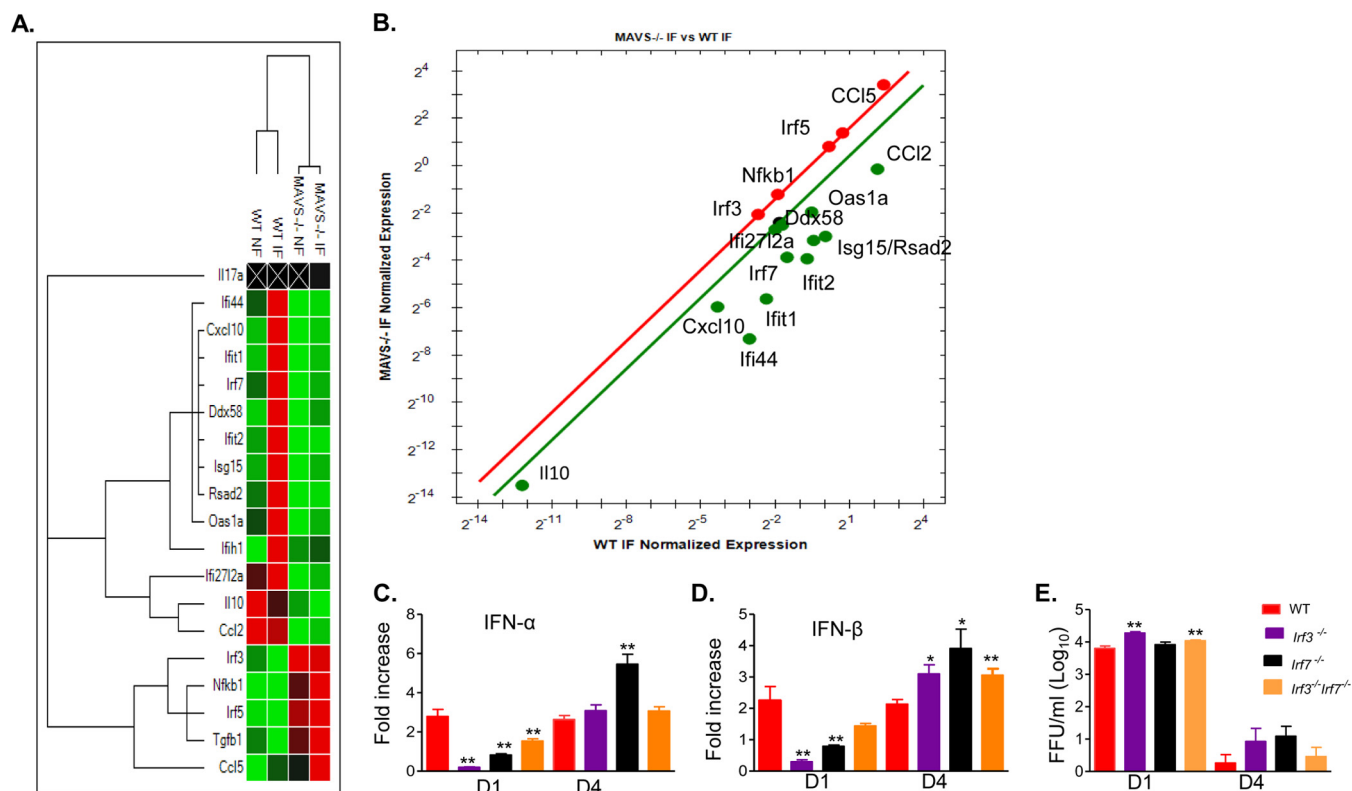 A.
WT NF
WT IF
MAVS-/- NF
MAVS-/- IF
Il17a
Ifi44
Cxcl10
Ifit1
Irf7
Ddx58
Ifit2
Isg15
Rsad2
Oas1a
Ifih1
Ifi27l2a
Il10
Ccl2
Irf3
Nfkb1
Irf5
Tgfb1
Ccl5
B.
MAVS-/- IF vs WT IF
MAVS-/- IF Normalized Expression
2^4
2^2
2^0
2^-2
2^-4
2^-6
2^-8
2^-10
2^-12
2^-14
CCl5
Irf5
CCl2
Nfkb1
Oas1a
Irf3
Ddx58
Ifi27l2a
Isg15/Rsad2
Irf7
Ifit2
Cxcl10
Ifit1
Ifi44
Il10
2^-14 2^-11 2^-8 2^-5 2^-2 2^1 2^4
WT IF Normalized Expression
C.
IFN-α
Fold increase
8
6
4
2
0
** ** ** **
D1 D4
D.
IFN-β
Fold increase
5
4
3
2
1
0
** ** * * **
D1 D4
E.
FFU/ml (Log10)
5
4
3
2
1
0
** **
D1 D4
WT
Irf3 -/-
Irf7 -/-
Irf3-/-Irf7-/-